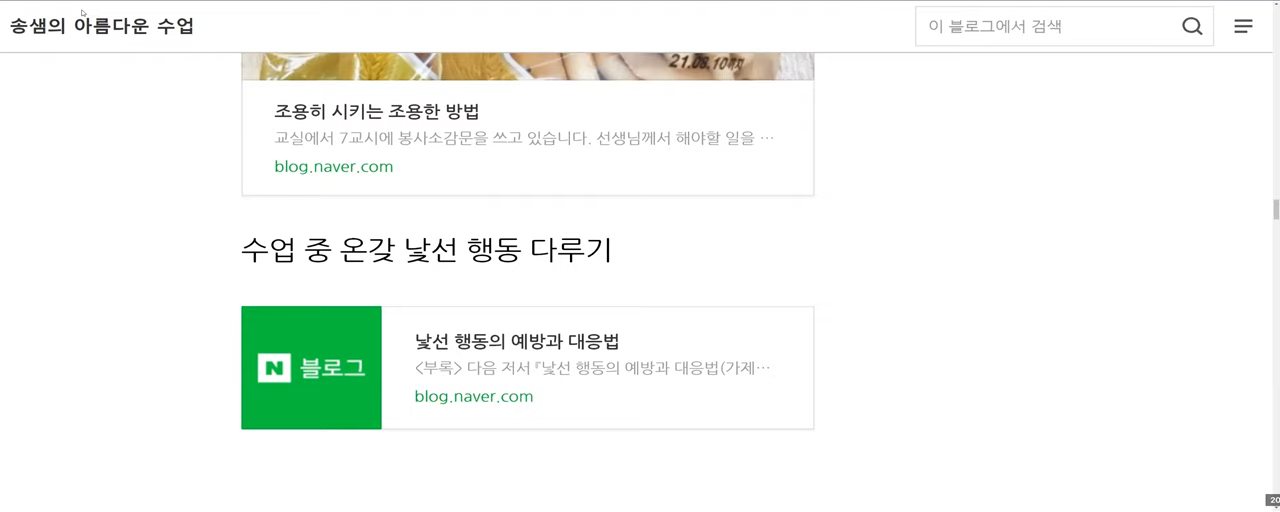 송샘의 아름다운 수업
이 블로그에서 검색
21.08.10까지
조용히 시키는 조용한 방법
교실에서 7교시에 봉사소감문을 쓰고 있습니다. 선생님께서 해야할 일을 …
blog.naver.com
수업 중 온갖 낯선 행동 다루기
N 블로그
낯선 행동의 예방과 대응법
<부록> 다음 저서 『낯선 행동의 예방과 대응법(가제…
blog.naver.com
20